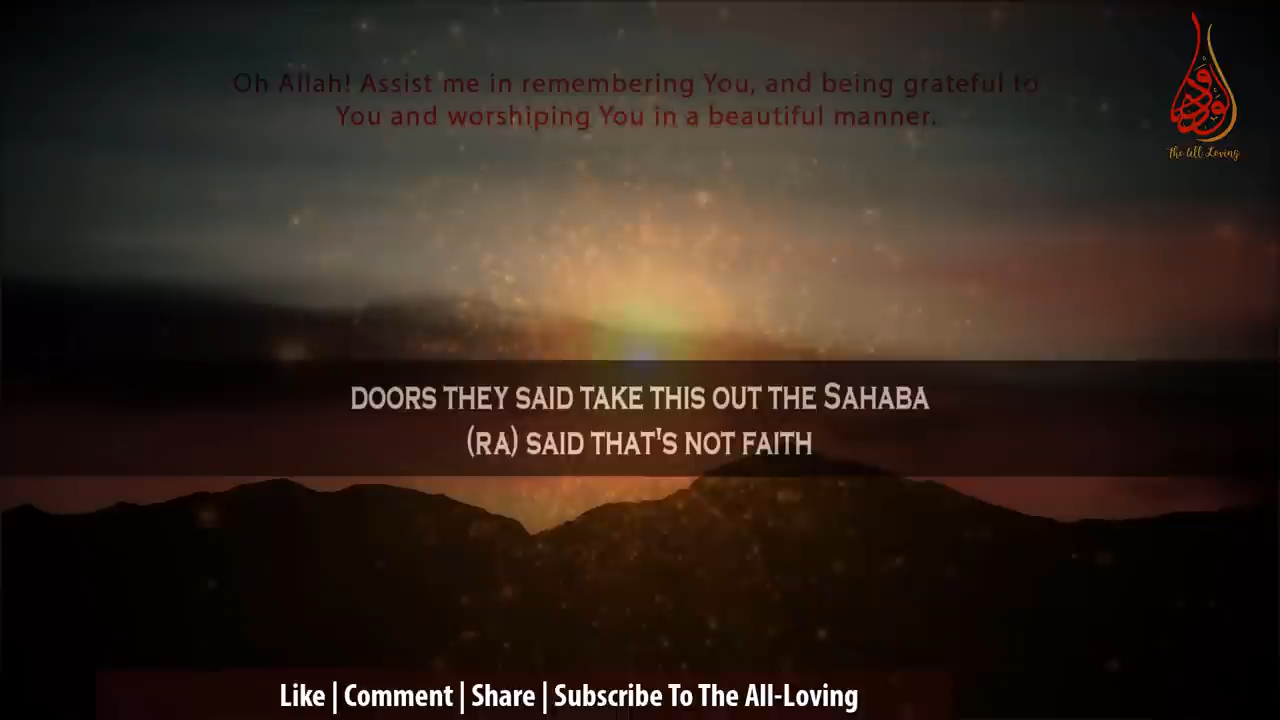 Oh Allah! Assist me in remembering You, and being grateful to
You and worshiping You in a beautiful manner.
The All Loving
DOORS THEY SAID TAKE THIS OUT THE SAHABA
(RA) SAID THAT'S NOT FAITH
Like | Comment | Share | Subscribe To The All-Loving